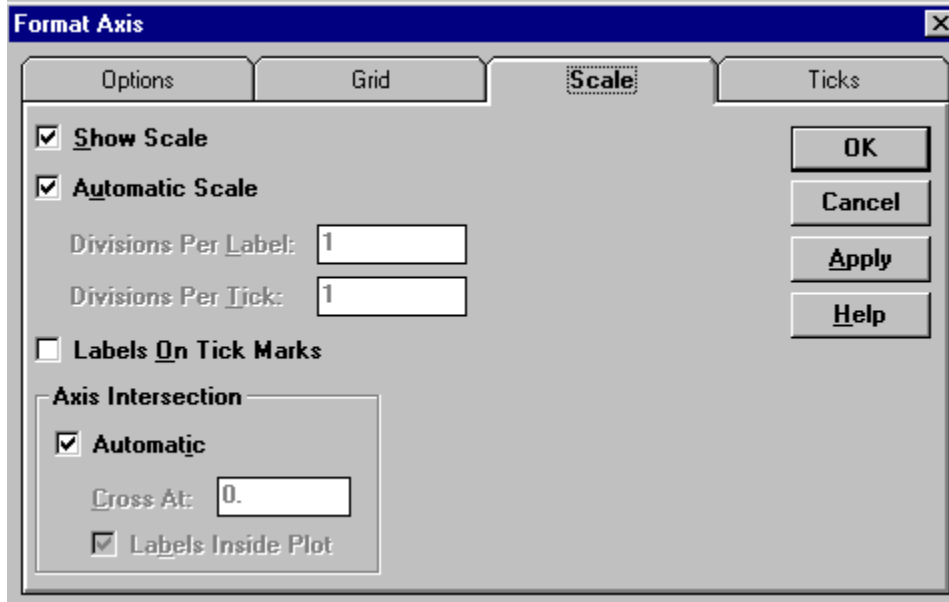 Format Axis
Options Grid Scale Ticks
Show Scale
OK
Automatic Scale
Cancel
Divisions Per Label: 1
Apply
Divisions Per Tick: 1
Help
Labels On Tick Marks
Axis Intersection
Automatic
Cross At: 0.
Labels Inside Plot